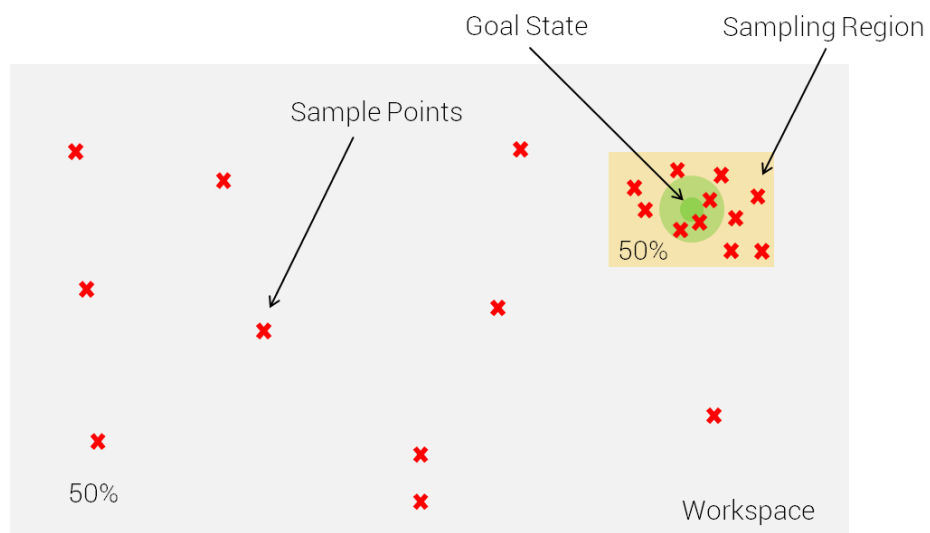 Goal State
Sampling Region
Sample Points
50%
50%
Workspace